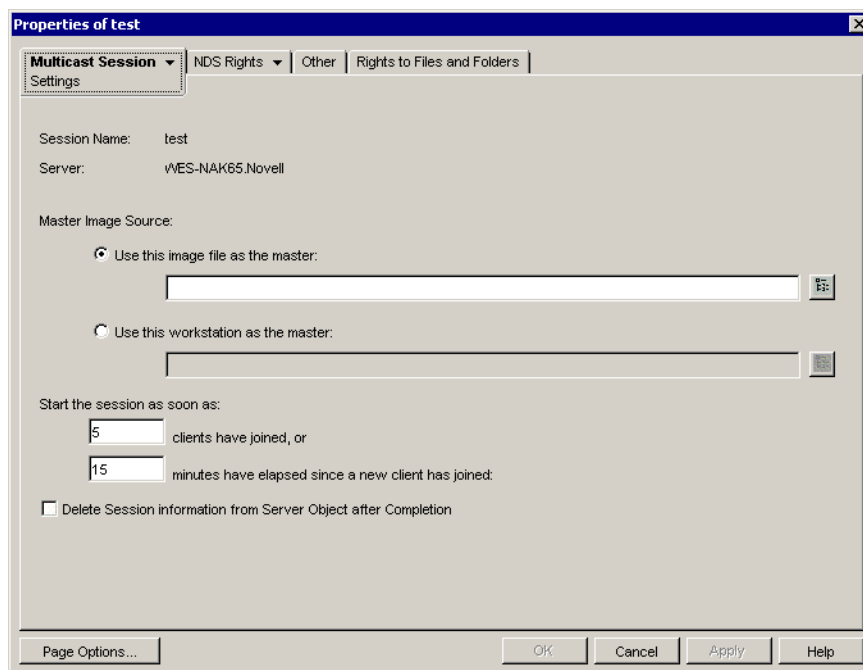 Properties of test
Multicast Session
NDS Rights
Other
Rights to Files and Folders
Settings
Session Name: test
Server: WES-NAK65.Novell
Master Image Source:
Use this image file as the master:
Use this workstation as the master:
Start the session as soon as:
5 clients have joined, or
15 minutes have elapsed since a new client has joined:
Delete Session information from Server Object after Completion
Page Options...
OK
Cancel
Apply
Help